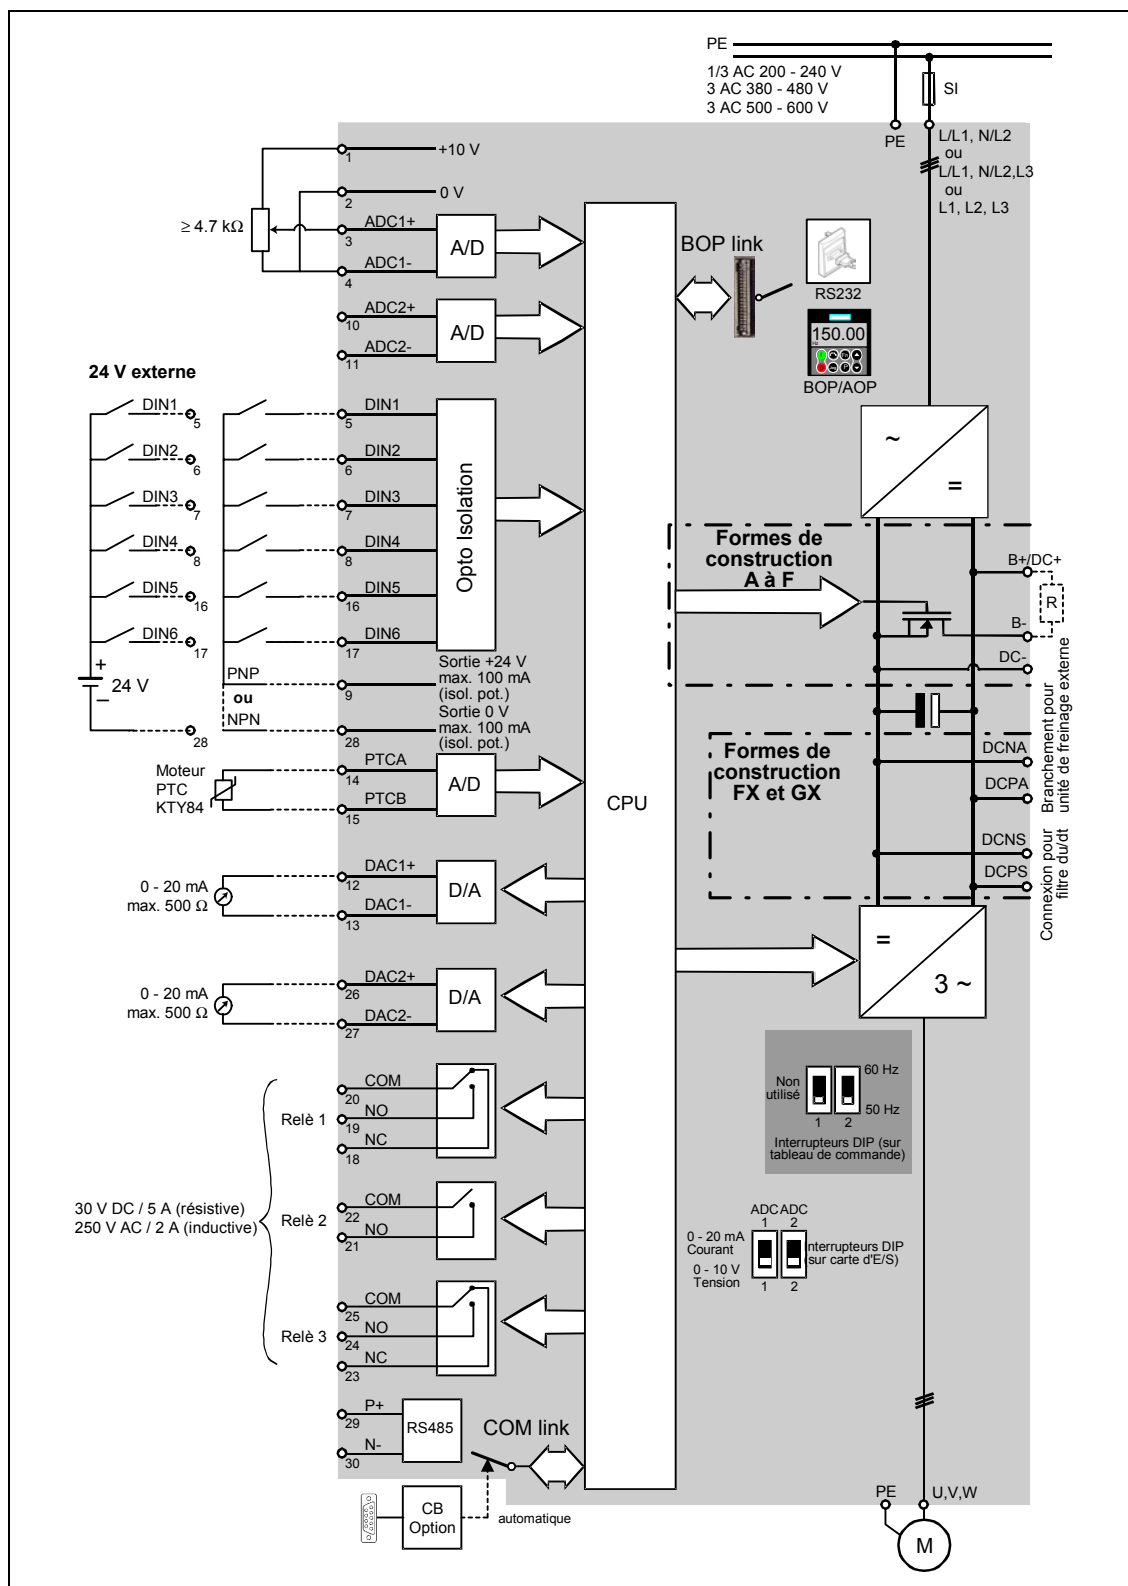 PE
1/3 AC 200 - 240 V
3 AC 380 - 480 V
3 AC 500 - 600 V
SI
PE
L/L1, N/L2
ou
L/L1, N/L2,L3
ou
L1, L2, L3
1
+10 V
2
0 V
≥ 4.7 kΩ
3
ADC1+
A/D
4
ADC1-
BOP link
RS232
10
ADC2+
A/D
11
ADC2-
150.00
Hz
BOP/AOP
24 V externe
DIN1
5
5
DIN1
DIN2
6
6
DIN2
DIN3
7
7
DIN3
DIN4
8
8
DIN4
DIN5
16
16
DIN5
DIN6
17
17
DIN6
Opto Isolation
~
=
Formes de
construction
A à F
B+/DC+
R
B-
DC-
+
24 V
–
PNP
ou
NPN
9
Sortie +24 V
max. 100 mA
(isol. pot.)
28
28
Sortie 0 V
max. 100 mA
(isol. pot.)
Moteur
PTC
KTY84
14
PTCA
A/D
15
PTCB
CPU
Formes de
construction
FX et GX
DCNA
DCPA
DCNS
DCPS
Branchement pour
unité de freinage externe
Connexion pour
filtre du/dt
0 - 20 mA
max. 500 Ω
12
DAC1+
D/A
13
DAC1-
=
3 ~
0 - 20 mA
max. 500 Ω
26
DAC2+
D/A
27
DAC2-
Non
utilisé
60 Hz
50 Hz
1
2
Interrupteurs DIP (sur
tableau de commande)
30 V DC / 5 A (résistive)
250 V AC / 2 A (inductive)
Relè 1
20
COM
19
NO
18
NC
Relè 2
22
COM
21
NO
Relè 3
25
COM
24
NO
23
NC
ADC ADC
1
2
0 - 20 mA
Courant
0 - 10 V
Tension
1
2
nterrupteurs DIP
(sur carte d'E/S)
29
P+
RS485
30
N-
COM link
CB
Option
automatique
PE
U,V,W
M